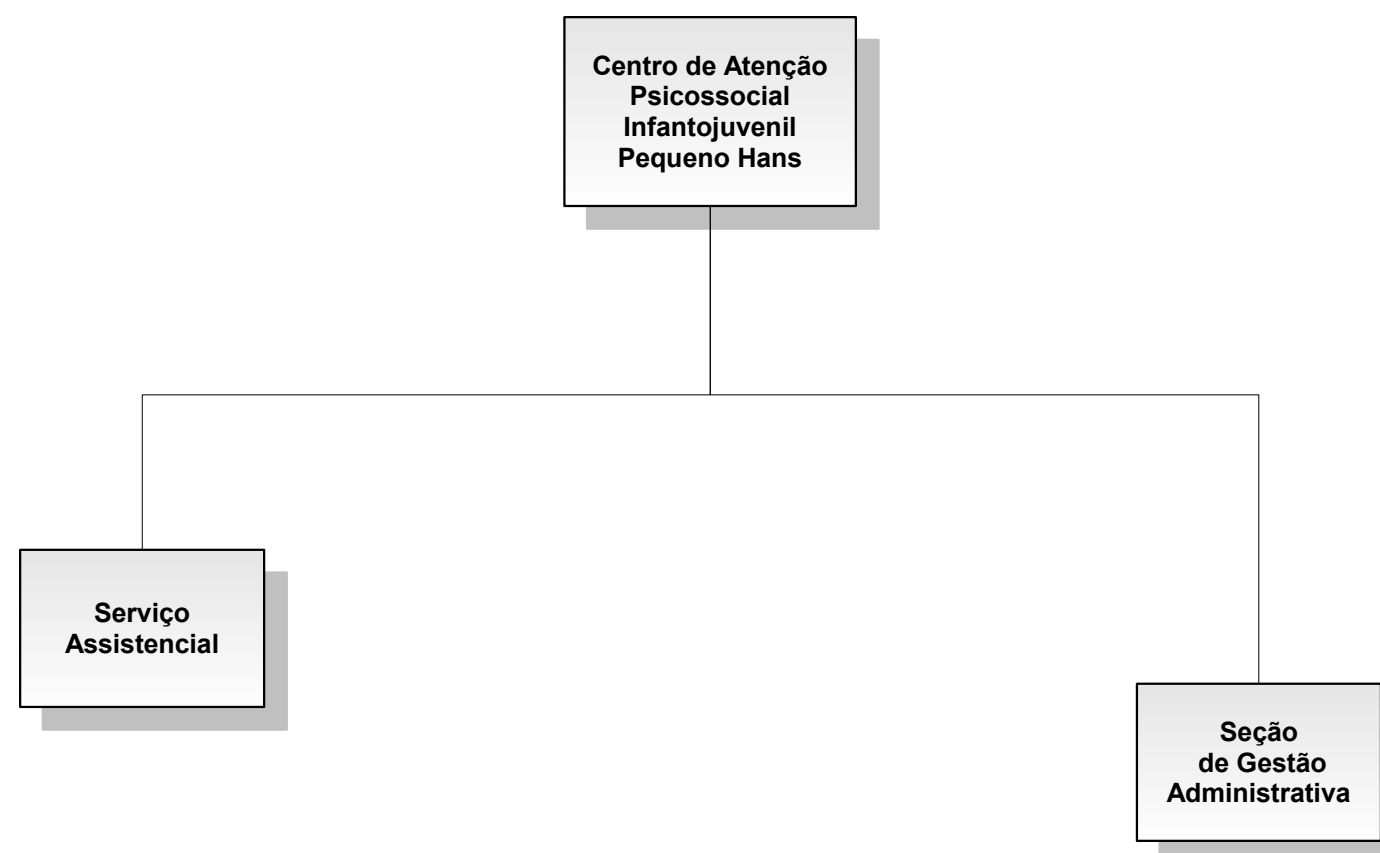 Centro de Atenção
Psicossocial
Infantojuvenil
Pequeno Hans
Serviço
Assistencial
Seção
de Gestão
Administrativa